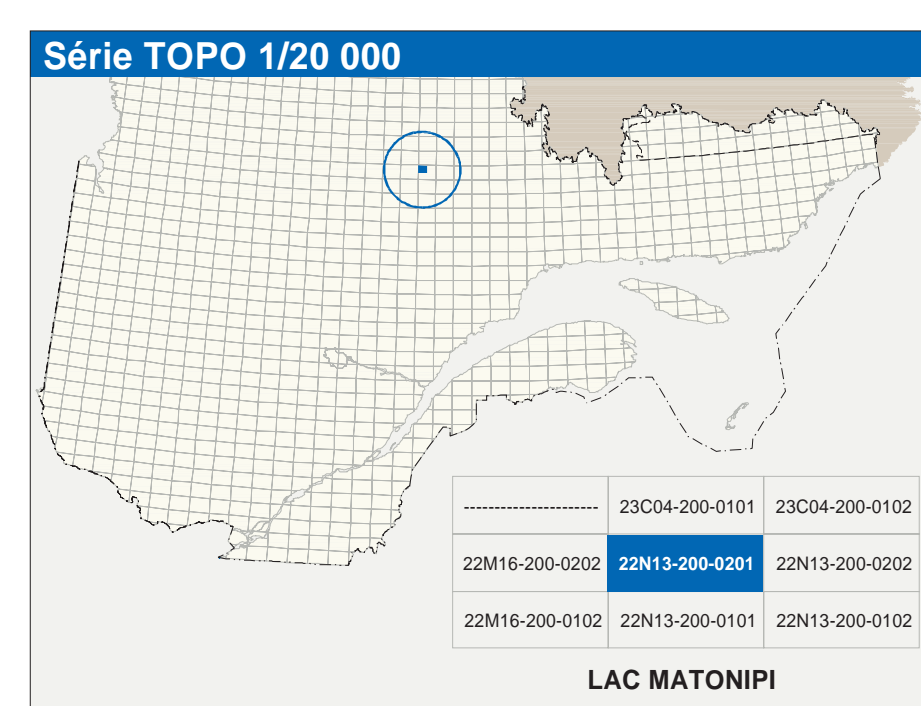 Série TOPO 1/20 000
---------------------- 23C04-200-0101 23C04-200-0102
22M16-200-0202 22N13-200-0201 22N13-200-0202
22M16-200-0102 22N13-200-0101 22N13-200-0102
LAC MATONIPI